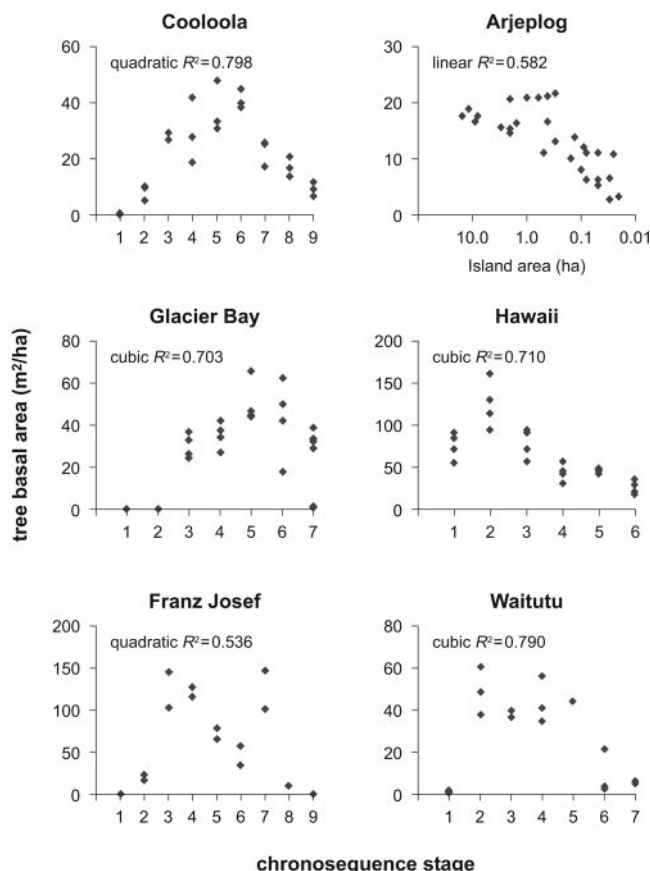 Cooloola
quadratic R²=0.798
60
40
20
0
1 2 3 4 5 6 7 8 9
Arjeplog
linear R²=0.582
30
20
10
0
10.0 1.0 0.1 0.01
Island area (ha)
tree basal area (m²/ha)
Glacier Bay
cubic R²=0.703
80
60
40
20
0
1 2 3 4 5 6 7
Hawaii
cubic R²=0.710
200
150
100
50
0
1 2 3 4 5 6
Franz Josef
quadratic R²=0.536
200
150
100
50
0
1 2 3 4 5 6 7 8 9
Waitutu
cubic R²=0.790
80
60
40
20
0
1 2 3 4 5 6 7
chronosequence stage